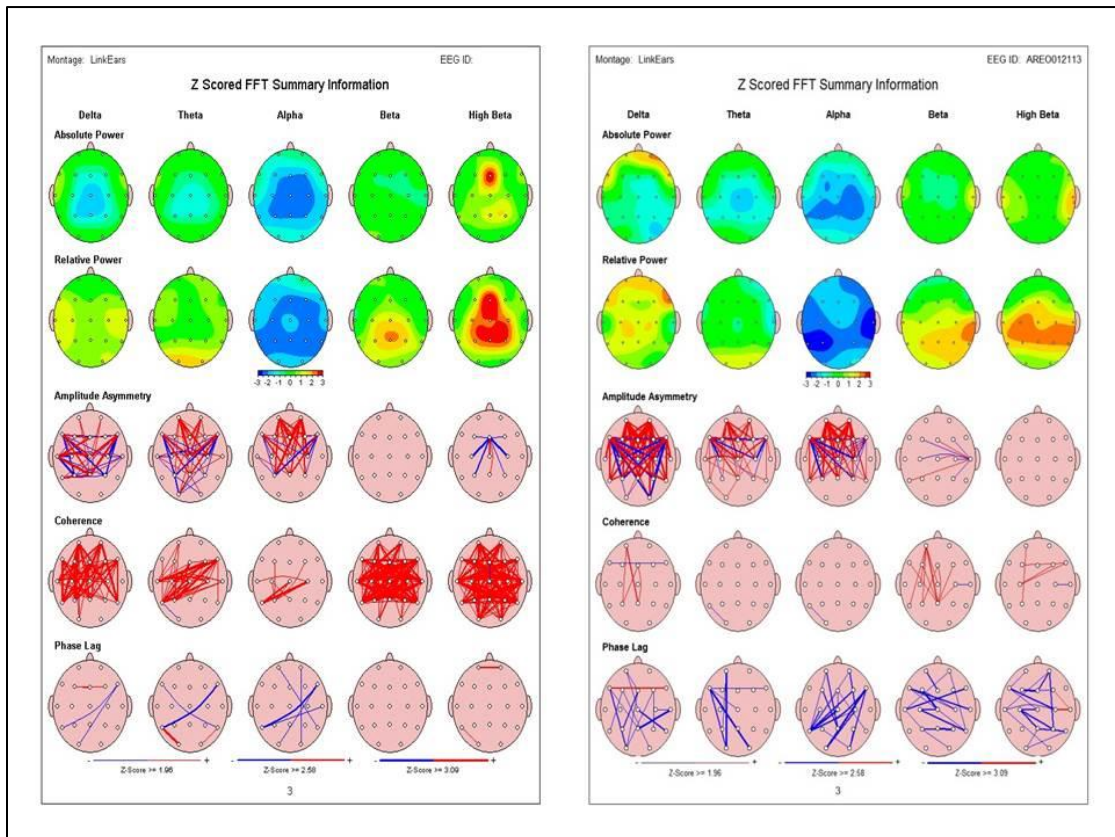 Montage: LinkEars EEG ID:
Z Scored FFT Summary Information
Delta Theta Alpha Beta High Beta
Absolute Power
Relative Power
-3 -2 -1 0 1 2 3
Amplitude Asymmetry
Coherence
Phase Lag
- + - + - +
Z-Score >= 1.96 Z-Score >= 2.58 Z-Score >= 3.09
3
Montage: LinkEars EEG ID: AREO012113
Z Scored FFT Summary Information
Delta Theta Alpha Beta High Beta
Absolute Power
Relative Power
-3 -2 -1 0 1 2 3
Amplitude Asymmetry
Coherence
Phase Lag
- + - + - +
Z-Score >= 1.96 Z-Score >= 2.58 Z-Score >= 3.09
3